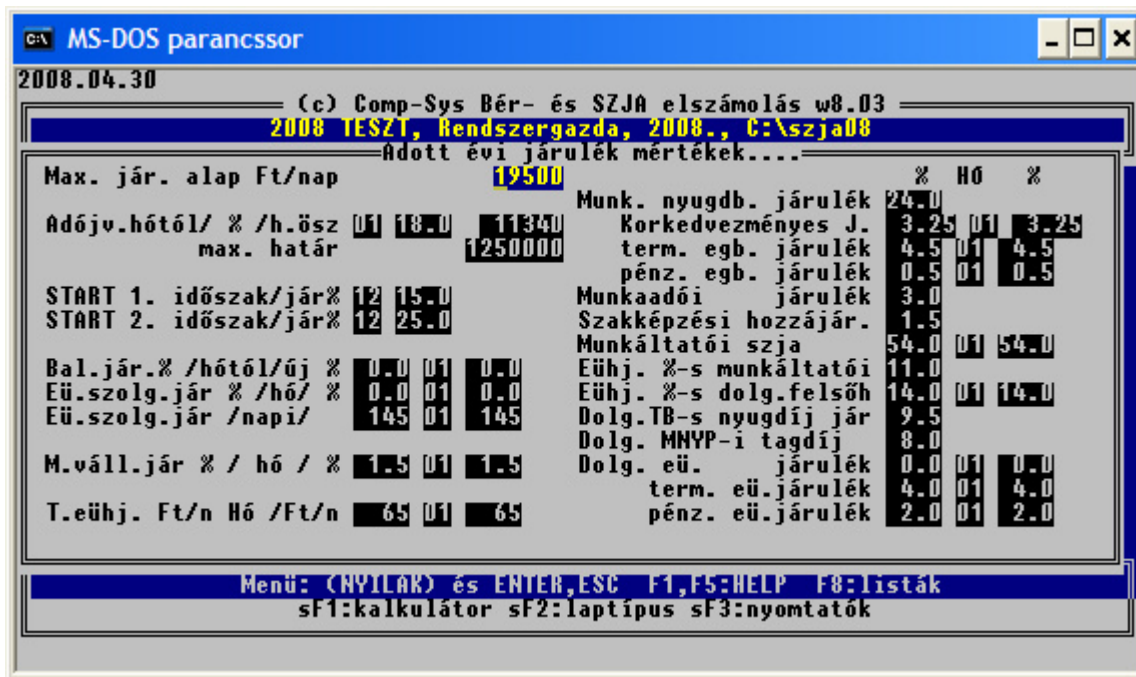 MS-DOS parancssor
2008.04.30
(c) Comp-Sys Bér- és SZJA elszámolás w8.03
2008 TESZT, Rendszergazda, 2008., C:\szja08
Adott évi járulék mértékek....
Max. jár. alap Ft/nap 19500 % Hó %
Munk. nyugdb. járulék 24.0
Adójv.hótól/ % /h.ösz 01 18.0 11340 Korkedvezményes J. 3.25 01 3.25
max. határ 1250000 term. egb. járulék 4.5 01 4.5
pénz. egb. járulék 0.5 01 0.5
START 1. időszak/jár% 12 15.0 Munkaadói járulék 3.0
START 2. időszak/jár% 12 25.0 Szakképzési hozzájár. 1.5
Munkáltatói szja 54.0 01 54.0
Bal.jár.% /hótól/új % 0.0 01 0.0 Eühj. %-s munkáltatói 11.0
Eü.szolg.jár % /hó/ % 0.0 01 0.0 Eühj. %-s dolg.felsőh 14.0 01 14.0
Eü.szolg.jár /napi/ 145 01 145 Dolg.TB-s nyugdíj jár 9.5
Dolg. MNYP-i tagdíj 8.0
M.váll.jár % / hó / % 1.5 01 1.5 Dolg. eü. járulék 0.0 01 0.0
term. eü.járulék 4.0 01 4.0
T.eühj. Ft/n Hó /Ft/n 65 01 65 pénz. eü.járulék 2.0 01 2.0
Menü: (NYILAK) és ENTER,ESC F1,F5:HELP F8:listák
sF1:kalkulátor sF2:laptípus sF3:nyomtatók